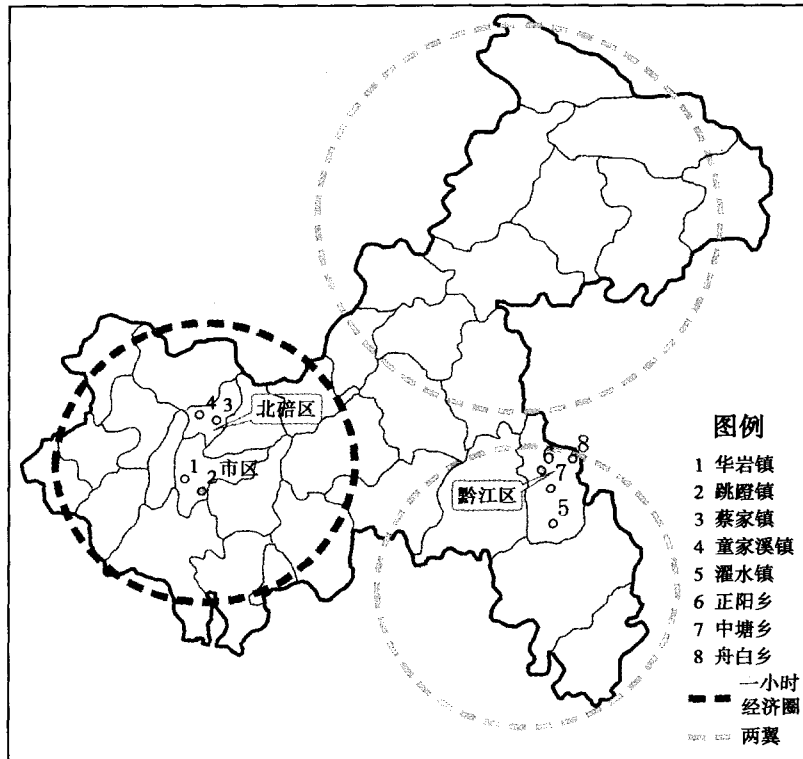 4 3
北碚区
1
市区
2
8
6
7
黔江区
5
图例
1 华岩镇
2 跳蹬镇
3 蔡家镇
4 童家溪镇
5 濯水镇
6 正阳乡
7 中塘乡
8 舟白乡
一小时
经济圈
两翼